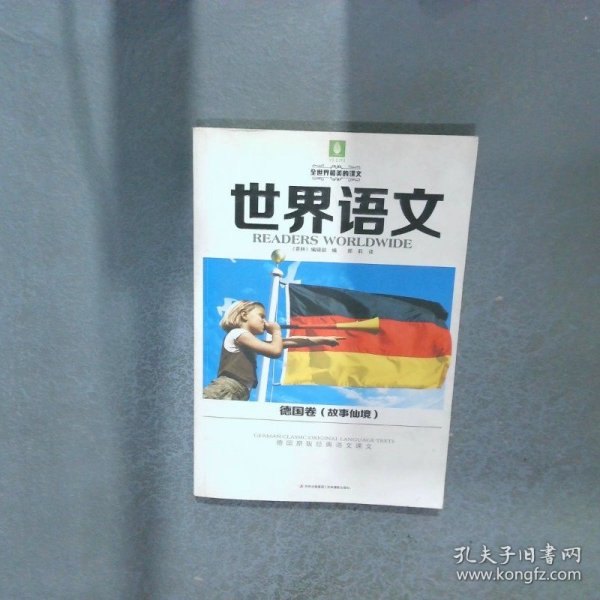 全世界最美的课文
世界语文
READERS WORLDWIDE
德国卷（故事仙境）
GERMAN CLASSIC ORIGINAL LANGUAGE TEXTS
德国原版经典语文课文
孔夫子旧书网
www.kongfz.com